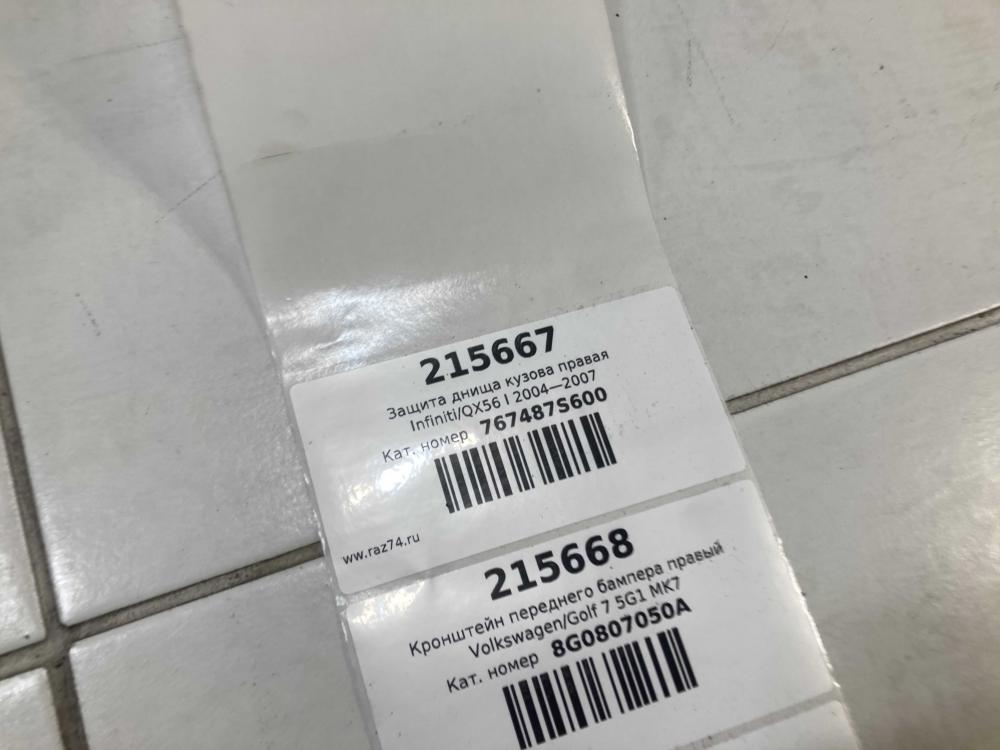 215667
Защита днища кузова правая
Infiniti/QX56 I 2004—2007
Кат. номер 767487S600
ww.raz74.ru
215668
Кронштейн переднего бампера правый
Volkswagen/Golf 7 5G1 MK7
Кат. номер 8G0807050A